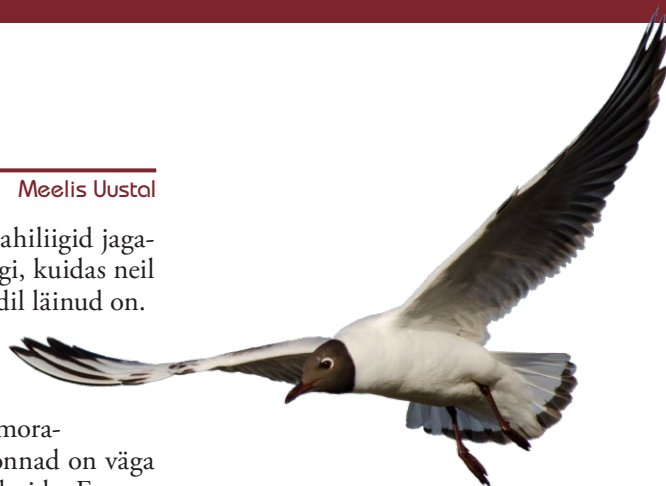 Meelis Uustal
ahiliigid jaga-
gi, kuidas neil
dil läinud on.
mora-
onnad on väga